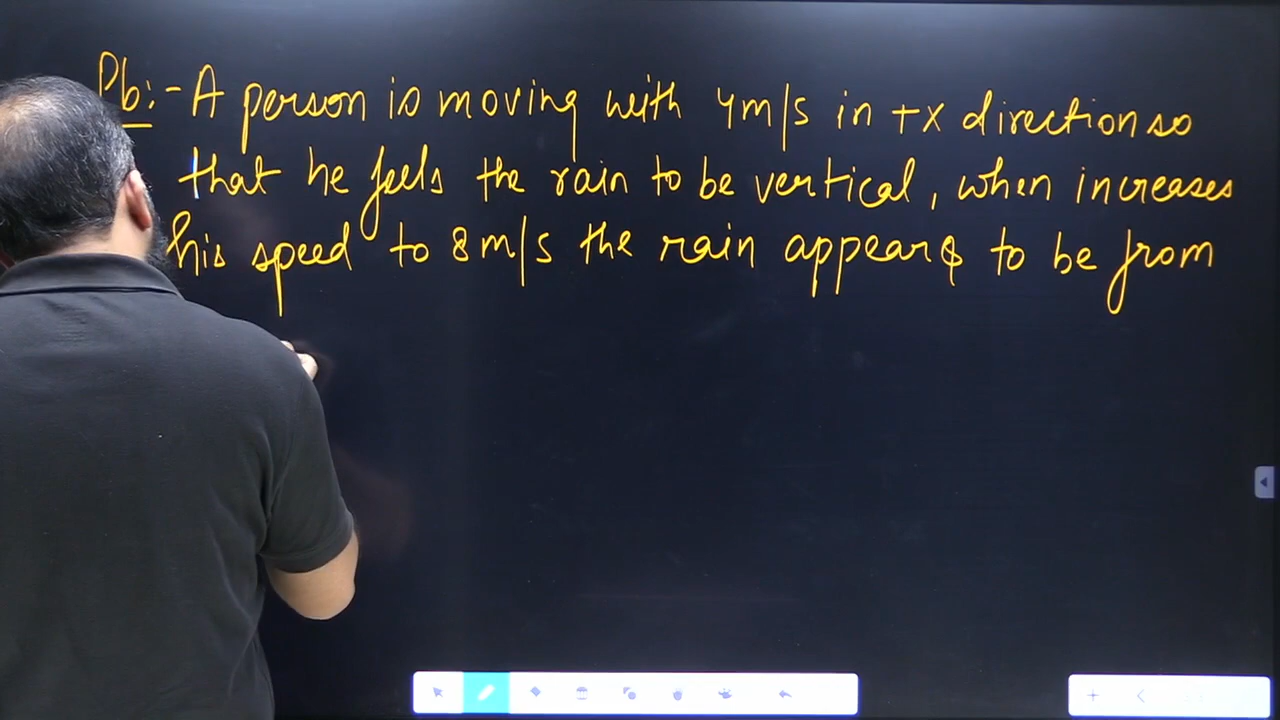 Pb:- A person is moving with 4m/s in +x direction so
that he feels the rain to be vertical, when increases
his speed to 8m/s the rain appears to be from